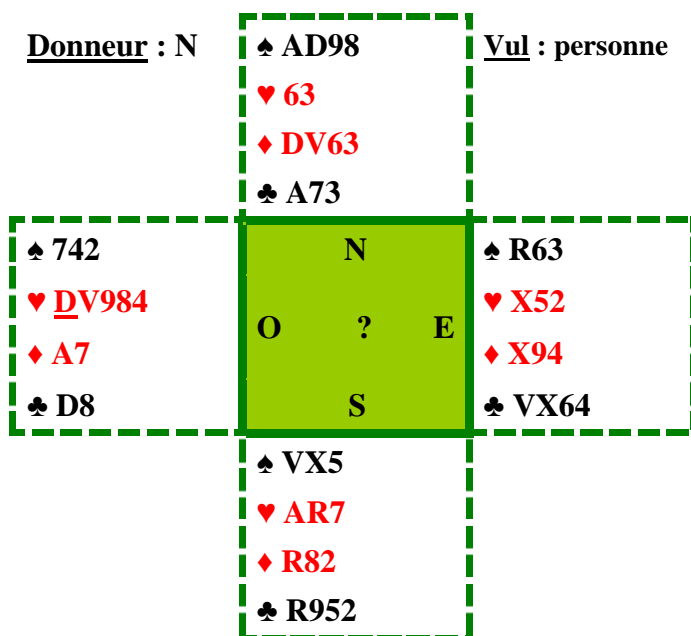 Donneur : N
Vul : personne
♠ AD98
♥ 63
♦ DV63
♣ A73
♠ 742
♥ DV984
♦ A7
♣ D8
N
O ? E
S
♠ R63
♥ X52
♦ X94
♣ VX64
♠ VX5
♥ AR7
♦ R82
♣ R952